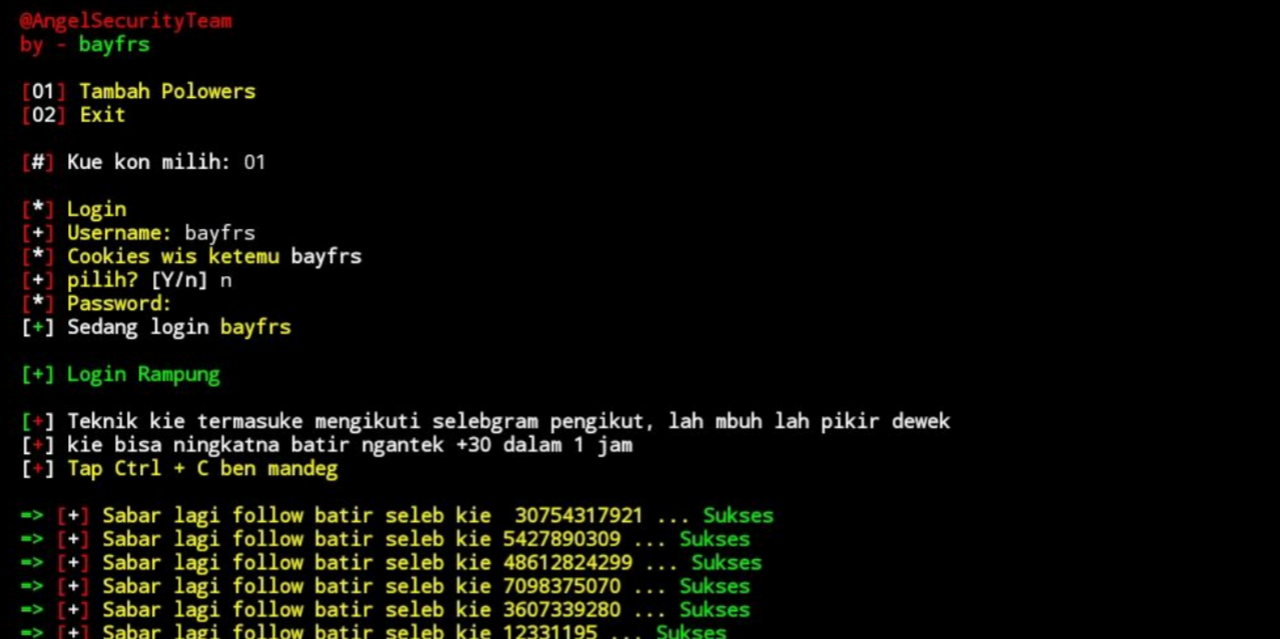 @AngelSecurityTeam
by - bayfrs
[01] Tambah Polowers
[02] Exit
[#] Kue kon milih: 01
[*] Login
[+] Username: bayfrs
[*] Cookies wis ketemu bayfrs
[+] pilih? [Y/n] n
[*] Password:
[+] Sedang login bayfrs
[+] Login Rampung
[+] Teknik kie termasuke mengikuti selebgram pengikut, lah mbuh lah pikir dewek
[+] kie bisa ningkatna batir ngantek +30 dalam 1 jam
[+] Tap Ctrl + C ben mandeg
=> [+] Sabar lagi follow batir seleb kie  30754317921 ... Sukses
=> [+] Sabar lagi follow batir seleb kie 5427890309 ... Sukses
=> [+] Sabar lagi follow batir seleb kie 48612824299 ... Sukses
=> [+] Sabar lagi follow batir seleb kie 7098375070 ... Sukses
=> [+] Sabar lagi follow batir seleb kie 3607339280 ... Sukses
=> [+] Sabar lagi follow batir seleb kie 12331195 ... Sukses